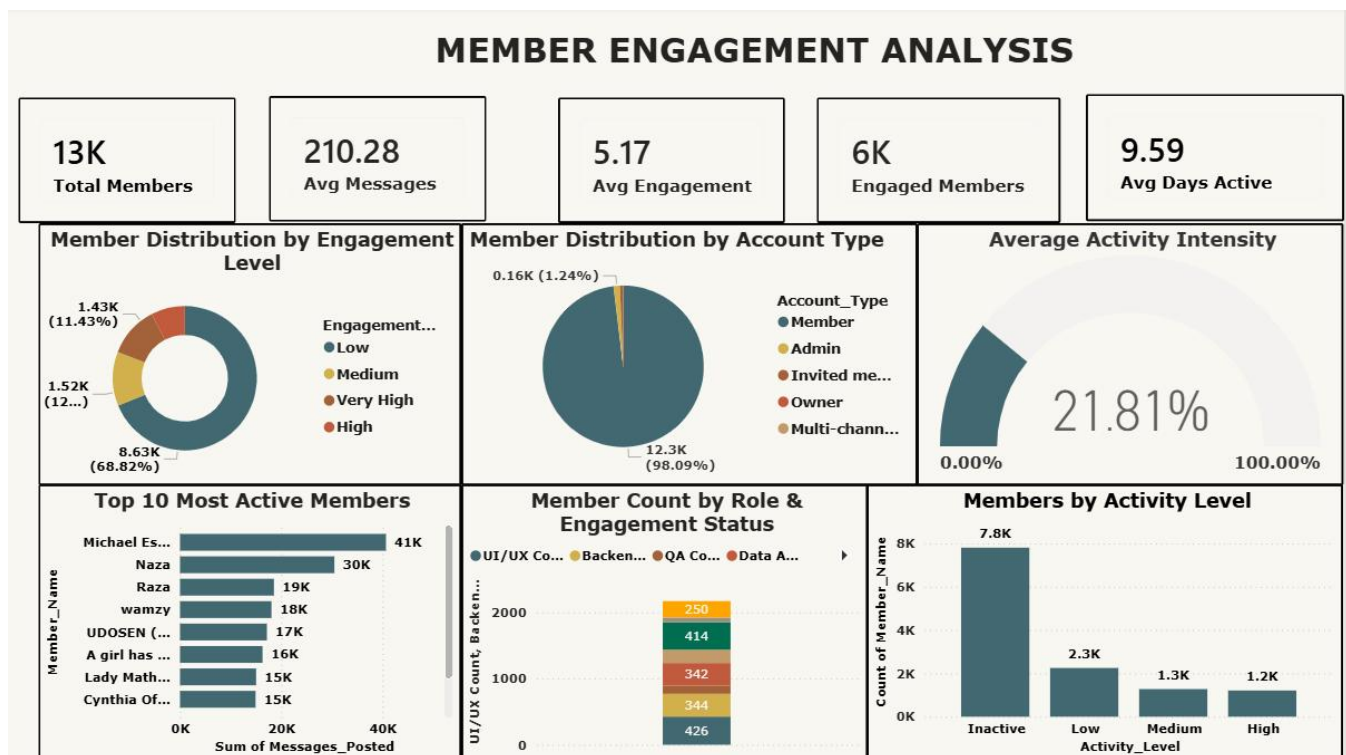 MEMBER ENGAGEMENT ANALYSIS
13K
Total Members
210.28
Avg Messages
5.17
Avg Engagement
6K
Engaged Members
9.59
Avg Days Active
Member Distribution by Engagement
Level
1.43K
(11.43%)
1.52K
(12...)
8.63K
(68.82%)
Engagement...
Low
Medium
Very High
High
Member Distribution by Account Type
0.16K (1.24%)
12.3K
(98.09%)
Account_Type
Member
Admin
Invited me...
Owner
Multi-chann...
Average Activity Intensity
21.81%
0.00%
100.00%
Top 10 Most Active Members
Member_Name
Michael Es... 41K
Naza 30K
Raza 19K
wamzy 18K
UDOSEN (... 17K
A girl has ... 16K
Lady Math... 15K
Cynthia Of... 15K
0K 20K 40K
Sum of Messages_Posted
Member Count by Role &
Engagement Status
UI/UX Co... Backen... QA Co... Data A...
UI/UX Count, Backen...
2000
1000
0
250
414
342
344
426
Members by Activity Level
Count of Member_Name
8K
6K
4K
2K
0K
7.8K
2.3K
1.3K
1.2K
Inactive Low Medium High
Activity_Level